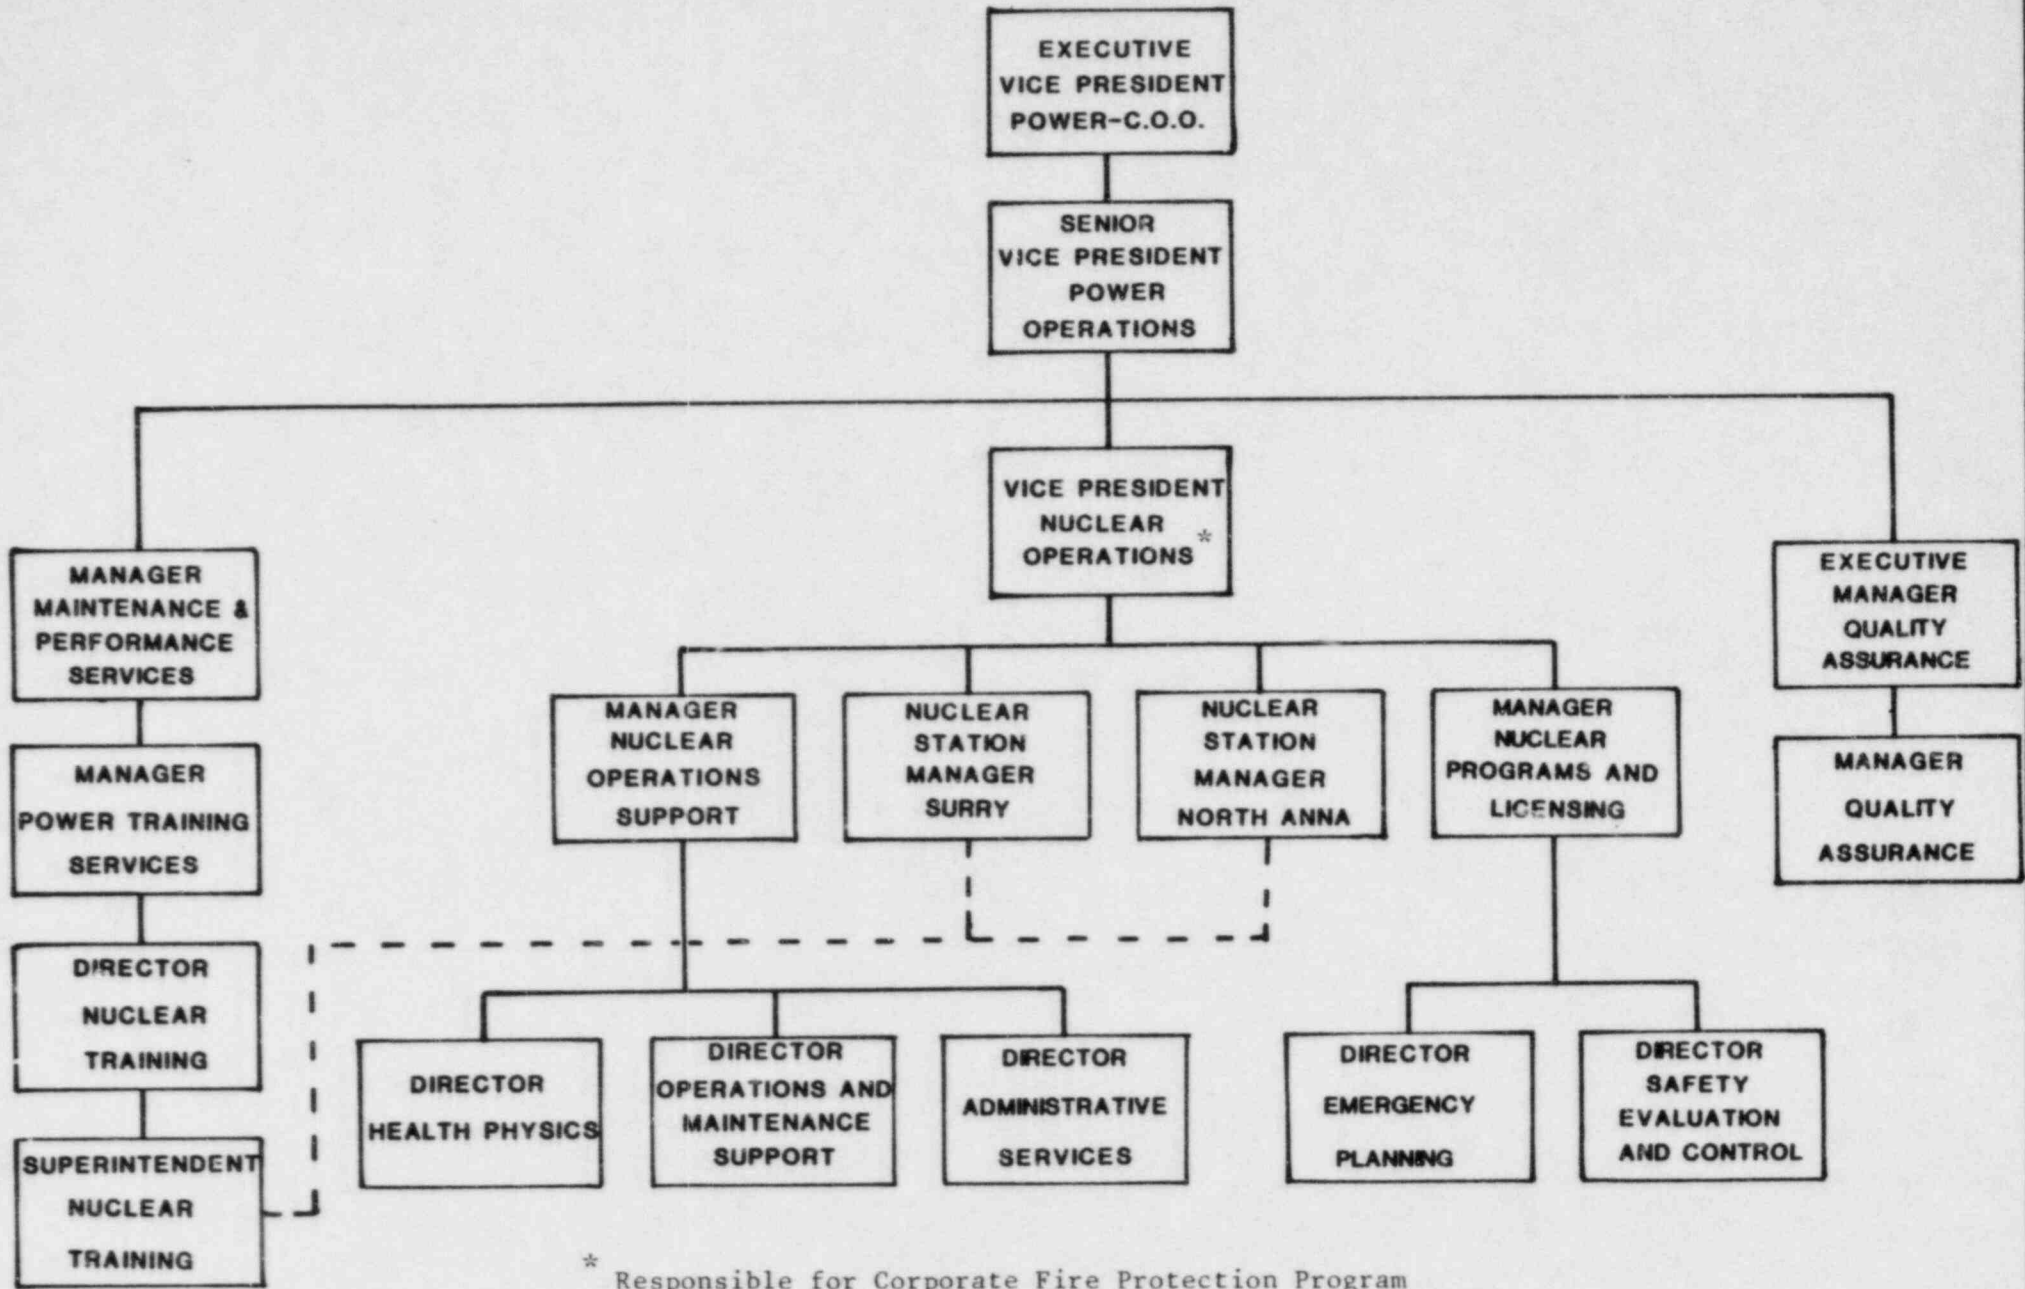 EXECUTIVE
VICE PRESIDENT
POWER-C.O.O.
SENIOR
VICE PRESIDENT
POWER
OPERATIONS
VICE PRESIDENT
NUCLEAR
OPERATIONS *
MANAGER
MAINTENANCE &
PERFORMANCE
SERVICES
MANAGER
POWER TRAINING
SERVICES
DIRECTOR
NUCLEAR
TRAINING
SUPERINTENDENT
NUCLEAR
TRAINING
MANAGER
NUCLEAR
OPERATIONS
SUPPORT
NUCLEAR
STATION
MANAGER
SURRY
NUCLEAR
STATION
MANAGER
NORTH ANNA
MANAGER
NUCLEAR
PROGRAMS AND
LICENSING
EXECUTIVE
MANAGER
QUALITY
ASSURANCE
MANAGER
QUALITY
ASSURANCE
DIRECTOR
HEALTH PHYSICS
DIRECTOR
OPERATIONS AND
MAINTENANCE
SUPPORT
DIRECTOR
ADMINISTRATIVE
SERVICES
DIRECTOR
EMERGENCY
PLANNING
DIRECTOR
SAFETY
EVALUATION
AND CONTROL
* Responsible for Corporate Fire Protection Program